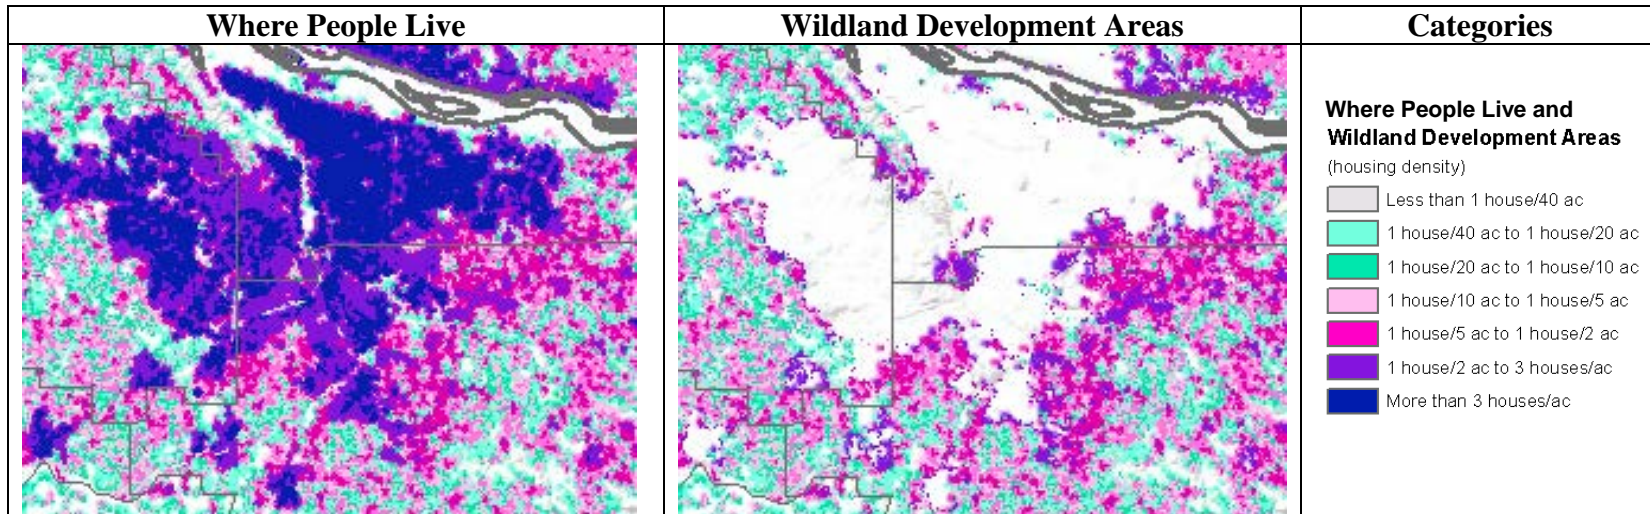 Where People Live
Wildland Development Areas
Categories
Where People Live and
Wildland Development Areas
(housing density)
Less than 1 house/40 ac
1 house/40 ac to 1 house/20 ac
1 house/20 ac to 1 house/10 ac
1 house/10 ac to 1 house/5 ac
1 house/5 ac to 1 house/2 ac
1 house/2 ac to 3 houses/ac
More than 3 houses/ac